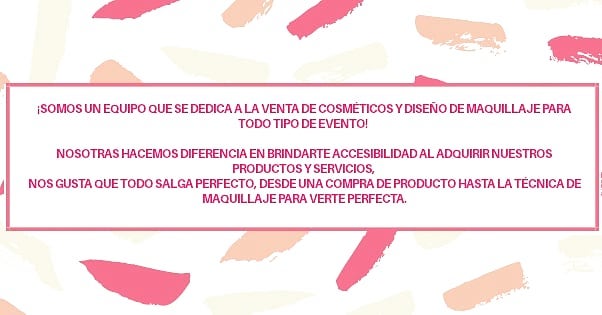 ¡SOMOS UN EQUIPO QUE SE DEDICA A LA VENTA DE COSMÉTICOS Y DISEÑO DE MAQUILLAJE PARA
TODO TIPO DE EVENTO!
NOSOTRAS HACEMOS DIFERENCIA EN BRINDARTE ACCESIBILIDAD AL ADQUIRIR NUESTROS
PRODUCTOS Y SERVICIOS,
NOS GUSTA QUE TODO SALGA PERFECTO, DESDE UNA COMPRA DE PRODUCTO HASTA LA TÉCNICA DE
MAQUILLAJE PARA VERTE PERFECTA.